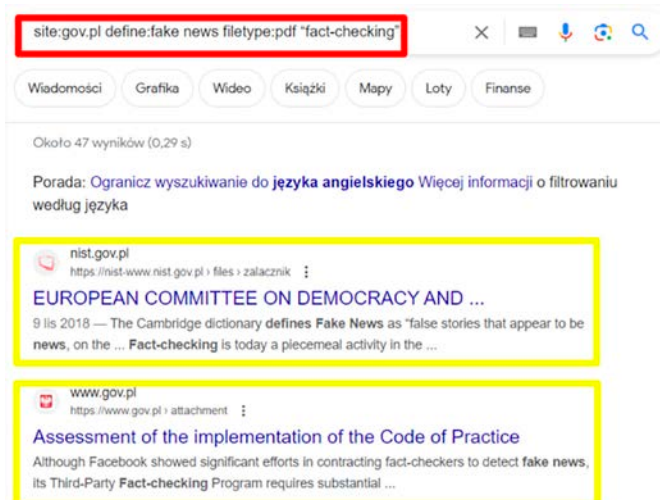 site:gov.pl define:fake news filetype:pdf “fact-checking”
Wiadomości Grafika Wideo Książki Mapy Loty Finanse
Około 47 wyników (0,29 s)
Porada: Ogranicz wyszukiwanie do języka angielskiego Więcej informacji o filtrowaniu
według języka
nist.gov.pl
https://nist-www.nist.gov.pl › files › zalacznik
EUROPEAN COMMITTEE ON DEMOCRACY AND ...
9 lis 2018 — The Cambridge dictionary defines Fake News as “false stories that appear to be
news, on the ... Fact-checking is today a piecemeal activity in the ...
www.gov.pl
https://www.gov.pl › attachment
Assessment of the implementation of the Code of Practice
Although Facebook showed significant efforts in contracting fact-checkers to detect fake news,
its Third-Party Fact-checking Program requires substantial ...